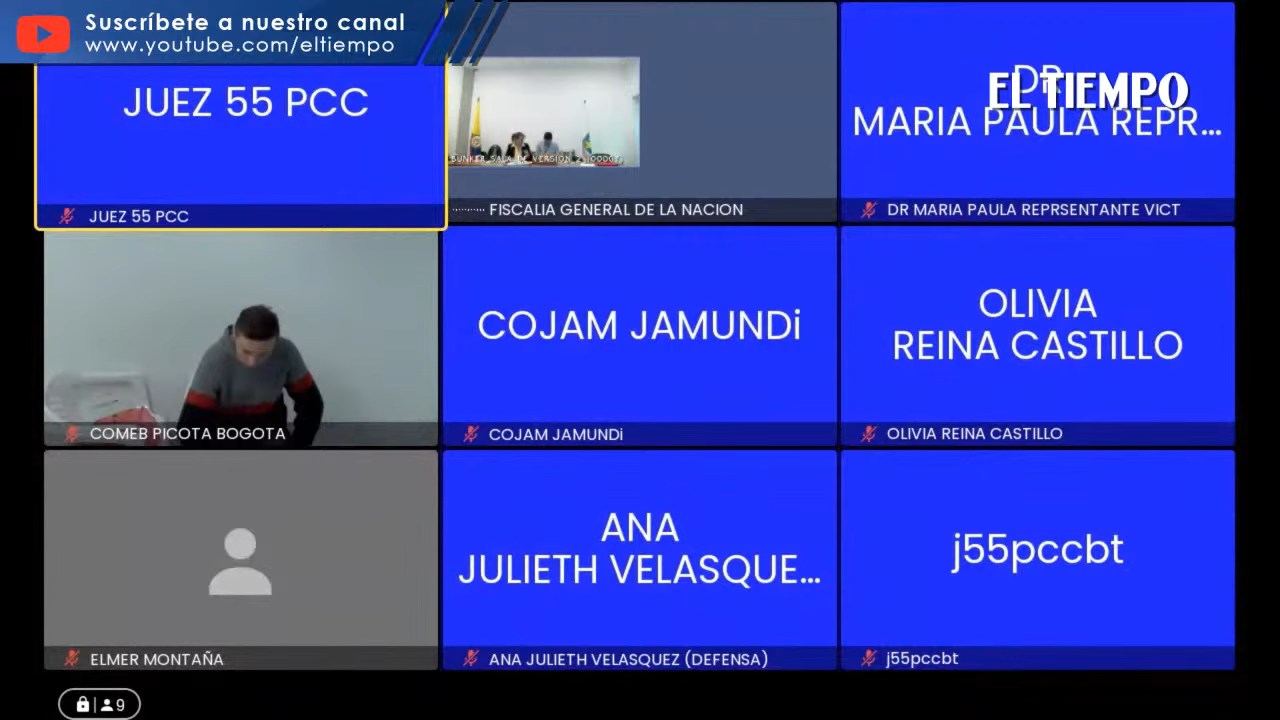 Suscríbete a nuestro canal
www.youtube.com/eltiempo
JUEZ 55 PCC
JUEZ 55 PCC
FISCALIA GENERAL DE LA NACION
DR
MARIA PAULA REPR...
EL TIEMPO
DR MARIA PAULA REPRSENTANTE VICT
COMEB PICOTA BOGOTA
COJAM JAMUNDi
COJAM JAMUNDi
OLIVIA
REINA CASTILLO
OLIVIA REINA CASTILLO
ELMER MONTAÑA
ANA
JULIETH VELASQUE...
ANA JULIETH VELASQUEZ (DEFENSA)
j55pccbt
j55pccbt
9